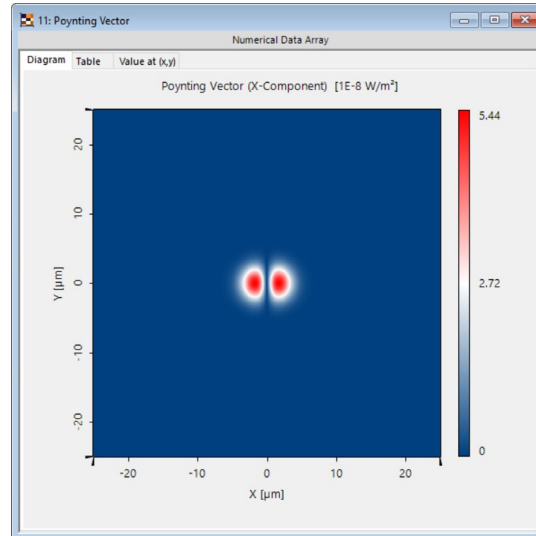 11: Poynting Vector
Numerical Data Array
Diagram Table Value at (x,y)
Poynting Vector (X-Component) [1E-8 W/m²]
5.44
2.72
0
20
10
0
-10
-20
Y [µm]
-20 -10 0 10 20
X [µm]